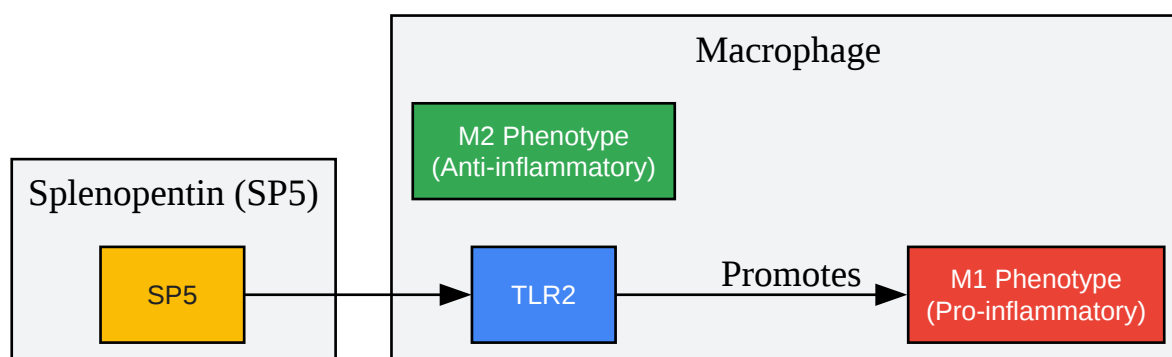 Macrophage
M2 Phenotype
(Anti-inflammatory)
Splenopentin (SP5)
SP5
TLR2
Promotes
M1 Phenotype
(Pro-inflammatory)